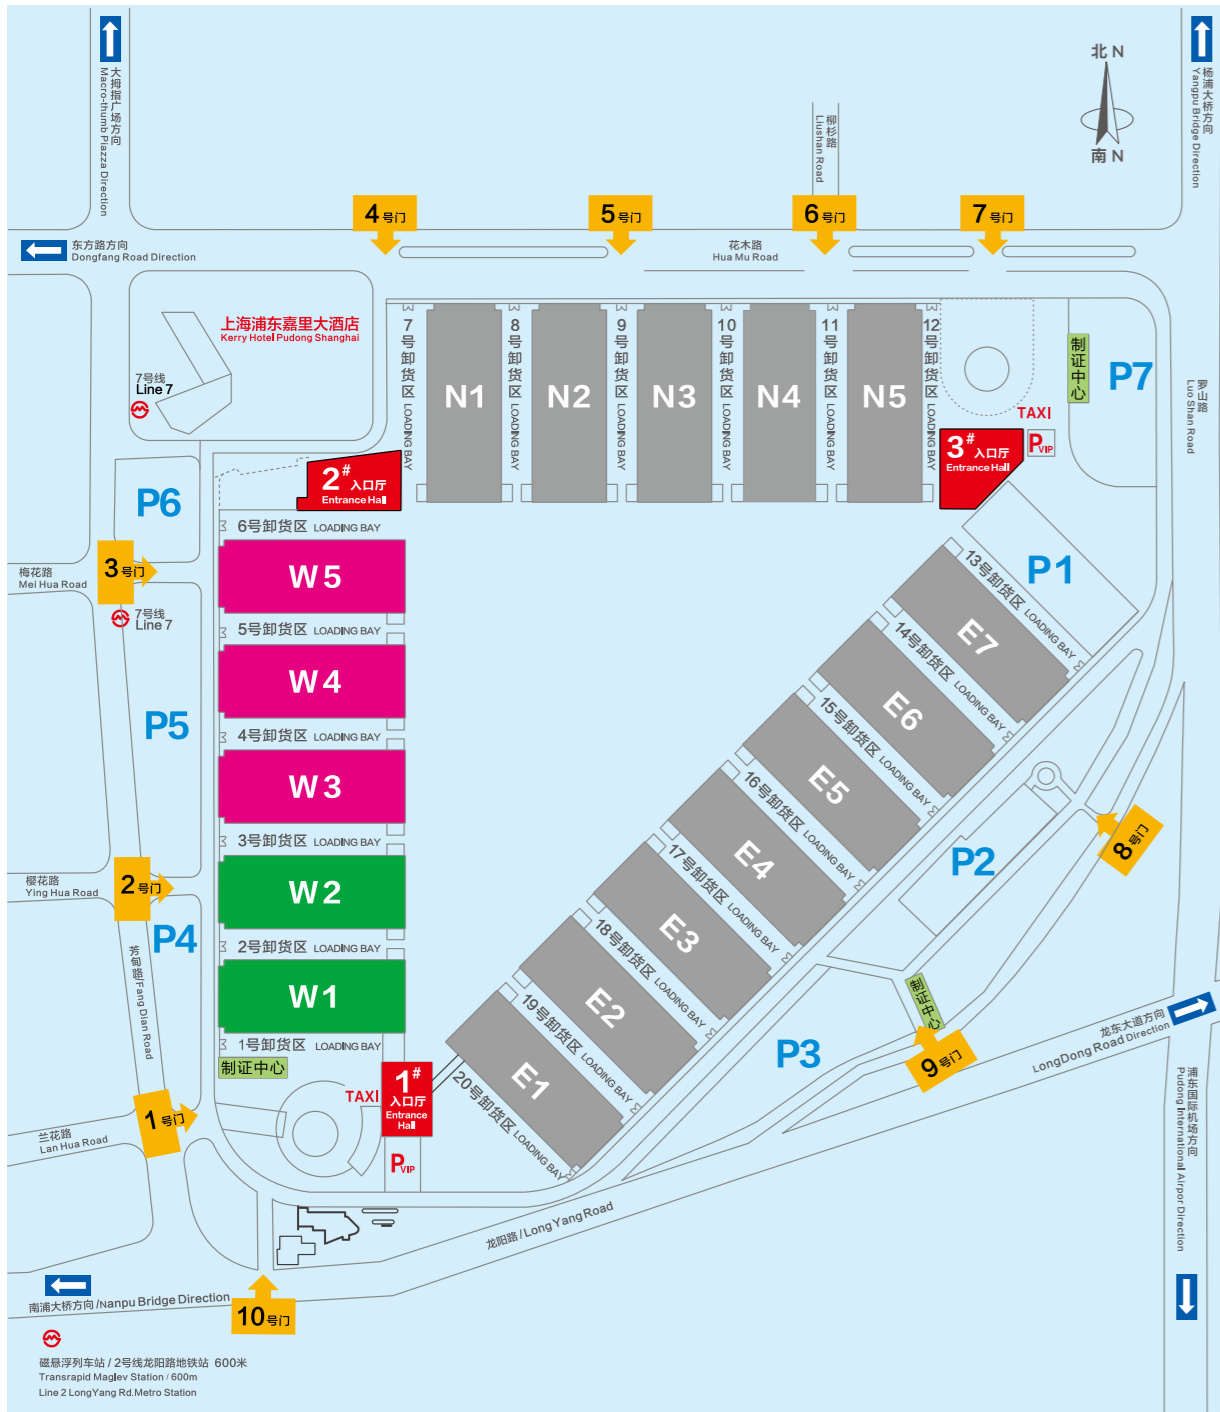 大拇指广场方向
Macro-thumb Piazza Direction
北 N
南 N
杨浦大桥方向
Yangpu Bridge Direction
柳杉路
Liushan Road
4号门
5号门
6号门
7号门
东方路方向
Dongfang Road Direction
花木路
Hua Mu Road
上海浦东嘉里大酒店
Kerry Hotel Pudong Shanghai
7号线
Line 7
7号卸货区 LOADING BAY
N1
8号卸货区 LOADING BAY
N2
9号卸货区 LOADING BAY
N3
10号卸货区 LOADING BAY
N4
11号卸货区 LOADING BAY
N5
12号卸货区 LOADING BAY
制证中心
P7
罗山路
Luo Shan Road
TAXI
PVIP
3#
入口厅
Entrance Hall
2#
入口厅
Entrance Hall
P6
6号卸货区 LOADING BAY
W5
3号门
梅花路
Mei Hua Road
7号线
Line 7
5号卸货区 LOADING BAY
W4
P5
4号卸货区 LOADING BAY
W3
3号卸货区 LOADING BAY
W2
2号门
樱花路
Ying Hua Road
P4
2号卸货区 LOADING BAY
W1
芳甸路/Fang Dian Road
1号卸货区 LOADING BAY
制证中心
P1
13号卸货区 LOADING BAY
E7
14号卸货区 LOADING BAY
E6
15号卸货区 LOADING BAY
E5
16号卸货区 LOADING BAY
E4
17号卸货区 LOADING BAY
E3
18号卸货区 LOADING BAY
E2
19号卸货区 LOADING BAY
E1
20号卸货区 LOADING BAY
P2
8号门
制证中心
9号门
P3
龙东大道方向
LongDong Road Direction
浦东国际机场方向
Pudong International Airpor Direction
TAXI
1#
入口厅
Entrance
Hall
PVIP
1号门
兰花路
Lan Hua Road
龙阳路/Long Yang Road
南浦大桥方向/Nanpu Bridge Direction
10号门
磁悬浮列车站 / 2号线龙阳路地铁站 600米
Transrapid Maglev Station / 600m
Line 2 LongYang Rd.Metro Station